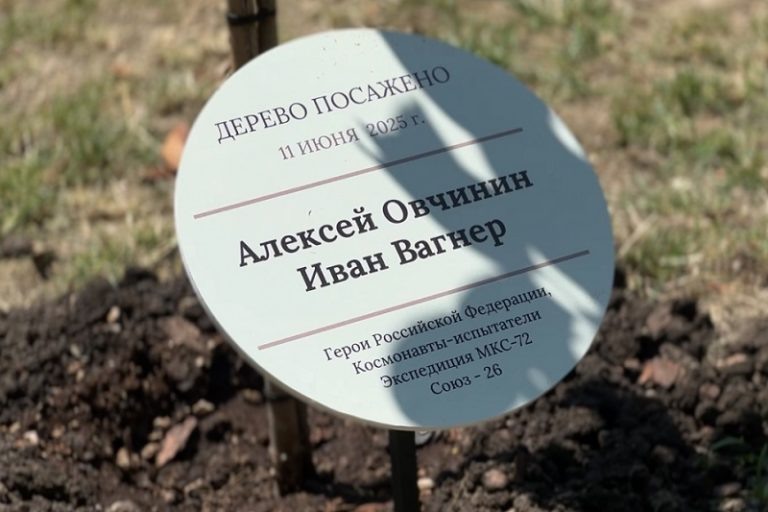 ДЕРЕВО ПОСАЖЕНО
11 ИЮНЯ 2025 г.
Алексей Овчинин
Иван Вагнер
Герои Российской Федерации,
Космонавты-испытатели
Экспедиция МКС-72
Союз - 26